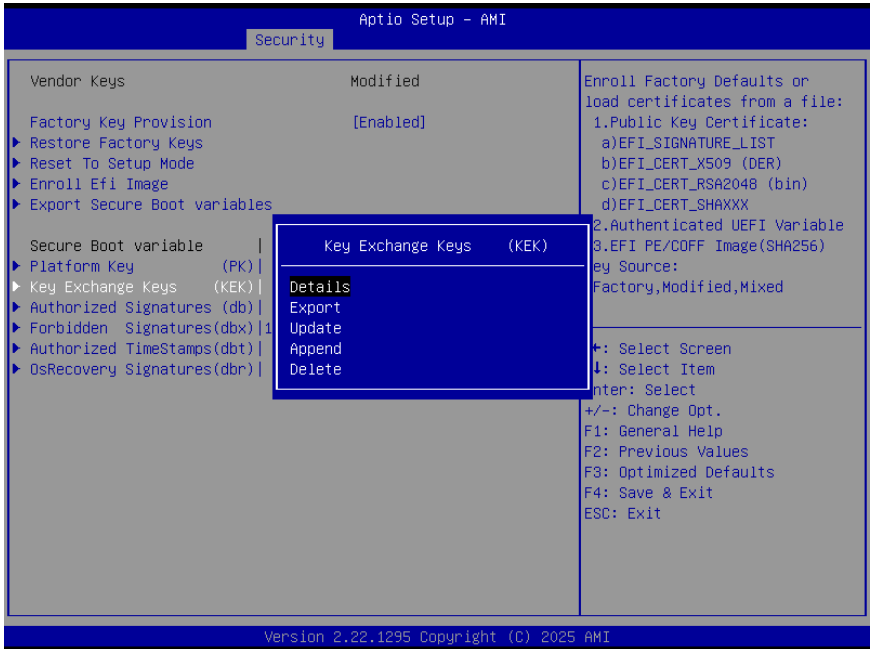 Aptio Setup - AMI
Security
Vendor Keys Modified
Factory Key Provision [Enabled]
Restore Factory Keys
Reset To Setup Mode
Enroll Efi Image
Export Secure Boot variables
Secure Boot variable |
Platform Key (PK)|
Key Exchange Keys (KEK)|
Authorized Signatures (db)|
Forbidden Signatures(dbx)|1
Authorized TimeStamps(dbt)|
OsRecovery Signatures(dbr)|
Key Exchange Keys (KEK)
Details
Export
Update
Append
Delete
Enroll Factory Defaults or
load certificates from a file:
1.Public Key Certificate:
a)EFI_SIGNATURE_LIST
b)EFI_CERT_X509 (DER)
c)EFI_CERT_RSA2048 (bin)
d)EFI_CERT_SHAXXX
2.Authenticated UEFI Variable
3.EFI PE/COFF Image(SHA256)
ey Source:
Factory,Modified,Mixed
: Select Screen
: Select Item
nter: Select
+/-: Change Opt.
F1: General Help
F2: Previous Values
F3: Optimized Defaults
F4: Save & Exit
ESC: Exit
Version 2.22.1295 Copyright (C) 2025 AMI